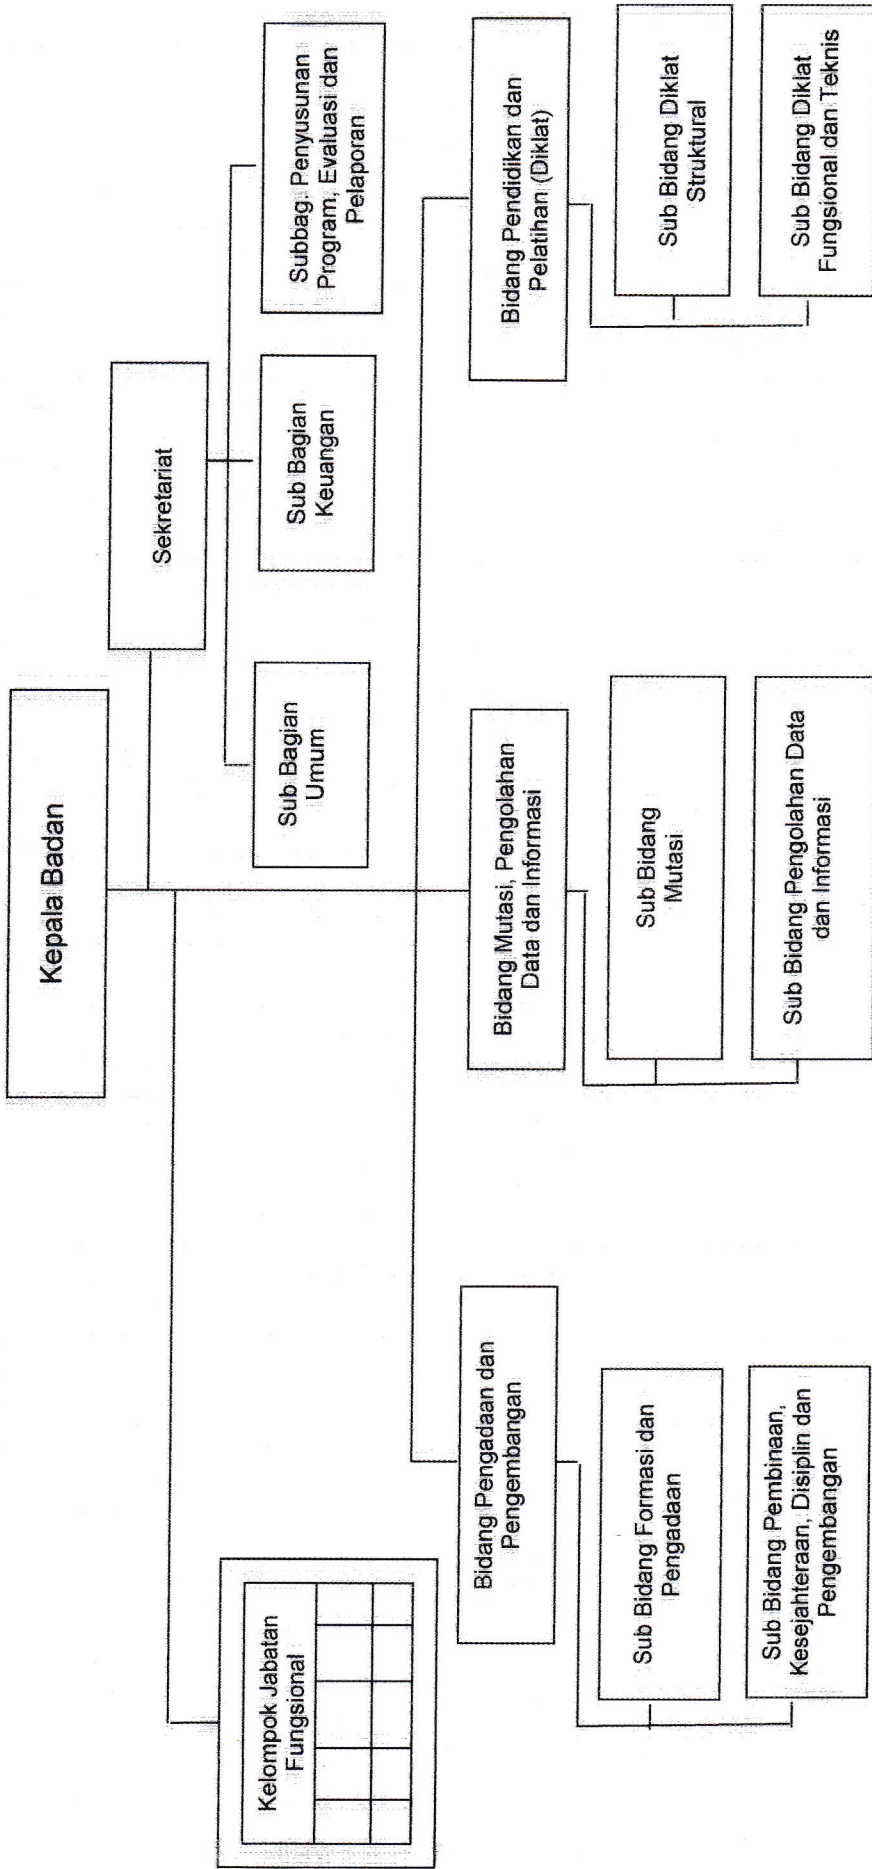 Kepala Badan
Sekretariat
Kelompok Jabatan
Fungsional
Sub Bagian
Umum
Sub Bagian
Keuangan
Subbag. Penyusunan
Program, Evaluasi dan
Pelaporan
Bidang Pengadaan dan
Pengembangan
Bidang Mutasi, Pengolahan
Data dan Informasi
Bidang Pendidikan dan
Pelatihan (Diklat)
Sub Bidang Formasi dan
Pengadaan
Sub Bidang
Mutasi
Sub Bidang Diklat
Struktural
Sub Bidang Pembinaan,
Kesejahteraan, Disiplin dan
Pengembangan
Sub Bidang Pengolahan Data
dan Informasi
Sub Bidang Diklat
Fungsional dan Teknis